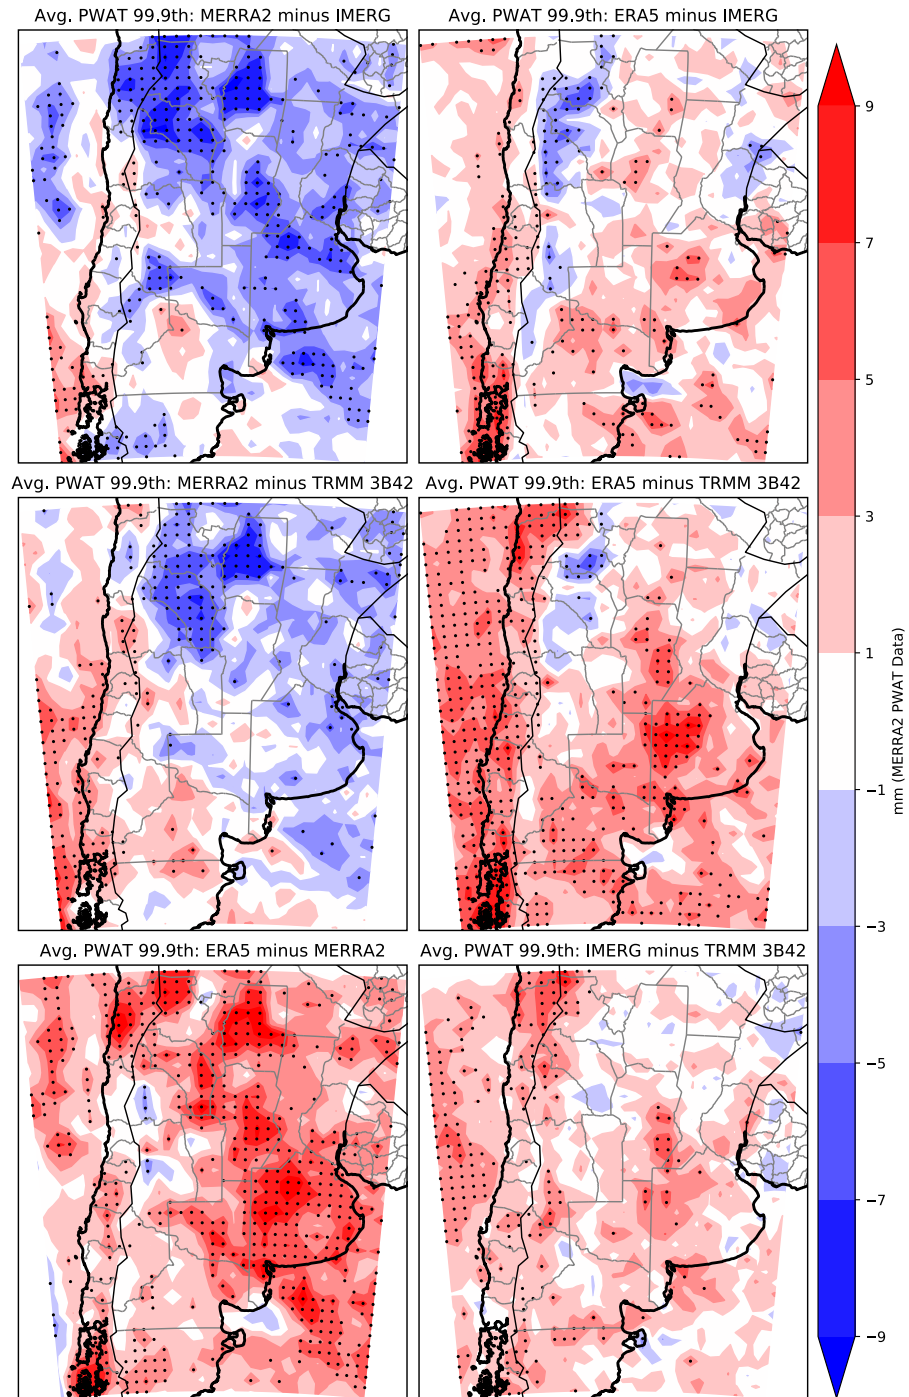 Avg. PWAT 99.9th: MERRA2 minus IMERG
Avg. PWAT 99.9th: ERA5 minus IMERG
9
7
5
3
1
−1
−3
−5
−7
−9
mm (MERRA2 PWAT Data)
Avg. PWAT 99.9th: MERRA2 minus TRMM 3B42
Avg. PWAT 99.9th: ERA5 minus TRMM 3B42
Avg. PWAT 99.9th: ERA5 minus MERRA2
Avg. PWAT 99.9th: IMERG minus TRMM 3B42